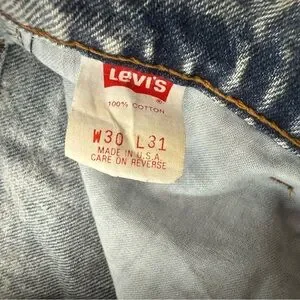 LEVI'S
®
100% COTTON
W30 L31
MADE IN U.S.A.
CARE ON REVERSE